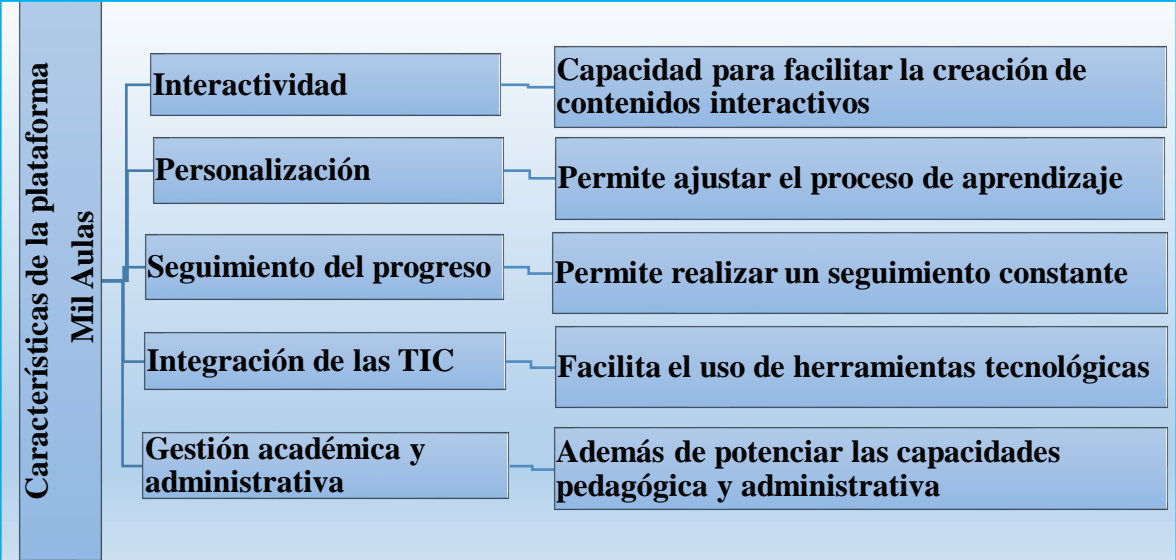 Características de la plataforma
Mil Aulas
Interactividad
Capacidad para facilitar la creación de
contenidos interactivos
Personalización
Permite ajustar el proceso de aprendizaje
Seguimiento del progreso
Permite realizar un seguimiento constante
Integración de las TIC
Facilita el uso de herramientas tecnológicas
Gestión académica y
administrativa
Además de potenciar las capacidades
pedagógica y administrativa